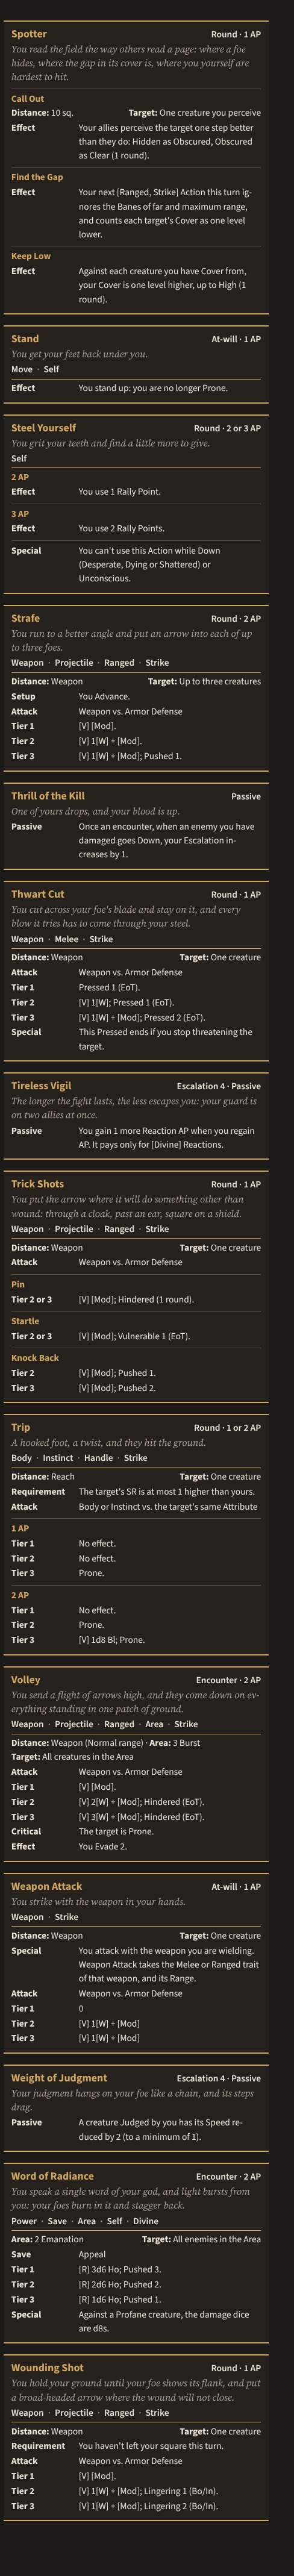 Spotter Round · 1 AP
You read the field the way others read a page: where a foe
hides, where the gap in its cover is, where you yourself are
hardest to hit.
Call Out
Distance: 10 sq. Target: One creature you perceive
Effect Your allies perceive the target one step better
than they do: Hidden as Obscured, Obscured
as Clear (1 round).
Find the Gap
Effect Your next [Ranged, Strike] Action this turn ig-
nores the Banes of far and maximum range,
and counts each target's Cover as one level
lower.
Keep Low
Effect Against each creature you have Cover from,
your Cover is one level higher, up to High (1
round).
Stand At-will · 1 AP
You get your feet back under you.
Move · Self
Effect You stand up: you are no longer Prone.
Steel Yourself Round · 2 or 3 AP
You grit your teeth and find a little more to give.
Self
2 AP
Effect You use 1 Rally Point.
3 AP
Effect You use 2 Rally Points.
Special You can't use this Action while Down
(Desperate, Dying or Shattered) or
Unconscious.
Strafe Round · 2 AP
You run to a better angle and put an arrow into each of up
to three foes.
Weapon · Projectile · Ranged · Strike
Distance: Weapon Target: Up to three creatures
Setup You Advance.
Attack Weapon vs. Armor Defense
Tier 1 [V] [Mod].
Tier 2 [V] 1[W] + [Mod].
Tier 3 [V] 1[W] + [Mod]; Pushed 1.
Thrill of the Kill Passive
One of yours drops, and your blood is up.
Passive Once an encounter, when an enemy you have
damaged goes Down, your Escalation in-
creases by 1.
Thwart Cut Round · 1 AP
You cut across your foe's blade and stay on it, and every
blow it tries has to come through your steel.
Weapon · Melee · Strike
Distance: Weapon Target: One creature
Attack Weapon vs. Armor Defense
Tier 1 Pressed 1 (EoT).
Tier 2 [V] 1[W]; Pressed 1 (EoT).
Tier 3 [V] 1[W] + [Mod]; Pressed 2 (EoT).
Special This Pressed ends if you stop threatening the
target.
Tireless Vigil Escalation 4 · Passive
The longer the fight lasts, the less escapes you: your guard is
on two allies at once.
Passive You gain 1 more Reaction AP when you regain
AP. It pays only for [Divine] Reactions.
Trick Shots Round · 1 AP
You put the arrow where it will do something other than
wound: through a cloak, past an ear, square on a shield.
Weapon · Projectile · Ranged · Strike
Distance: Weapon Target: One creature
Attack Weapon vs. Armor Defense
Pin
Tier 2 or 3 [V] [Mod]; Hindered (1 round).
Startle
Tier 2 or 3 [V] [Mod]; Vulnerable 1 (EoT).
Knock Back
Tier 2 [V] [Mod]; Pushed 1.
Tier 3 [V] [Mod]; Pushed 2.
Trip Round · 1 or 2 AP
A hooked foot, a twist, and they hit the ground.
Body · Instinct · Handle · Strike
Distance: Reach Target: One creature
Requirement The target's SR is at most 1 higher than yours.
Attack Body or Instinct vs. the target's same Attribute
1 AP
Tier 1 No effect.
Tier 2 No effect.
Tier 3 Prone.
2 AP
Tier 1 No effect.
Tier 2 Prone.
Tier 3 [V] 1d8 Bl; Prone.
Volley Encounter · 2 AP
You send a flight of arrows high, and they come down on ev-
erything standing in one patch of ground.
Weapon · Projectile · Ranged · Area · Strike
Distance: Weapon (Normal range) · Area: 3 Burst
Target: All creatures in the Area
Attack Weapon vs. Armor Defense
Tier 1 [V] [Mod].
Tier 2 [V] 2[W] + [Mod]; Hindered (EoT).
Tier 3 [V] 3[W] + [Mod]; Hindered (EoT).
Critical The target is Prone.
Effect You Evade 2.
Weapon Attack At-will · 1 AP
You strike with the weapon in your hands.
Weapon · Strike
Distance: Weapon Target: One creature
Special You attack with the weapon you are wielding.
Weapon Attack takes the Melee or Ranged trait
of that weapon, and its Range.
Attack Weapon vs. Armor Defense
Tier 1 0
Tier 2 [V] 1[W] + [Mod]
Tier 3 [V] 1[W] + [Mod]
Weight of Judgment Escalation 4 · Passive
Your judgment hangs on your foe like a chain, and its steps
drag.
Passive A creature Judged by you has its Speed re-
duced by 2 (to a minimum of 1).
Word of Radiance Encounter · 2 AP
You speak a single word of your god, and light bursts from
you: your foes burn in it and stagger back.
Power · Save · Area · Self · Divine
Area: 2 Emanation Target: All enemies in the Area
Save Appeal
Tier 1 [R] 3d6 Ho; Pushed 3.
Tier 2 [R] 2d6 Ho; Pushed 2.
Tier 3 [R] 1d6 Ho; Pushed 1.
Special Against a Profane creature, the damage dice
are d8s.
Wounding Shot Round · 1 AP
You hold your ground until your foe shows its flank, and put
a broad-headed arrow where the wound will not close.
Weapon · Projectile · Ranged · Strike
Distance: Weapon Target: One creature
Requirement You haven't left your square this turn.
Attack Weapon vs. Armor Defense
Tier 1 [V] [Mod].
Tier 2 [V] 1[W] + [Mod]; Lingering 1 (Bo/In).
Tier 3 [V] 1[W] + [Mod]; Lingering 2 (Bo/In).